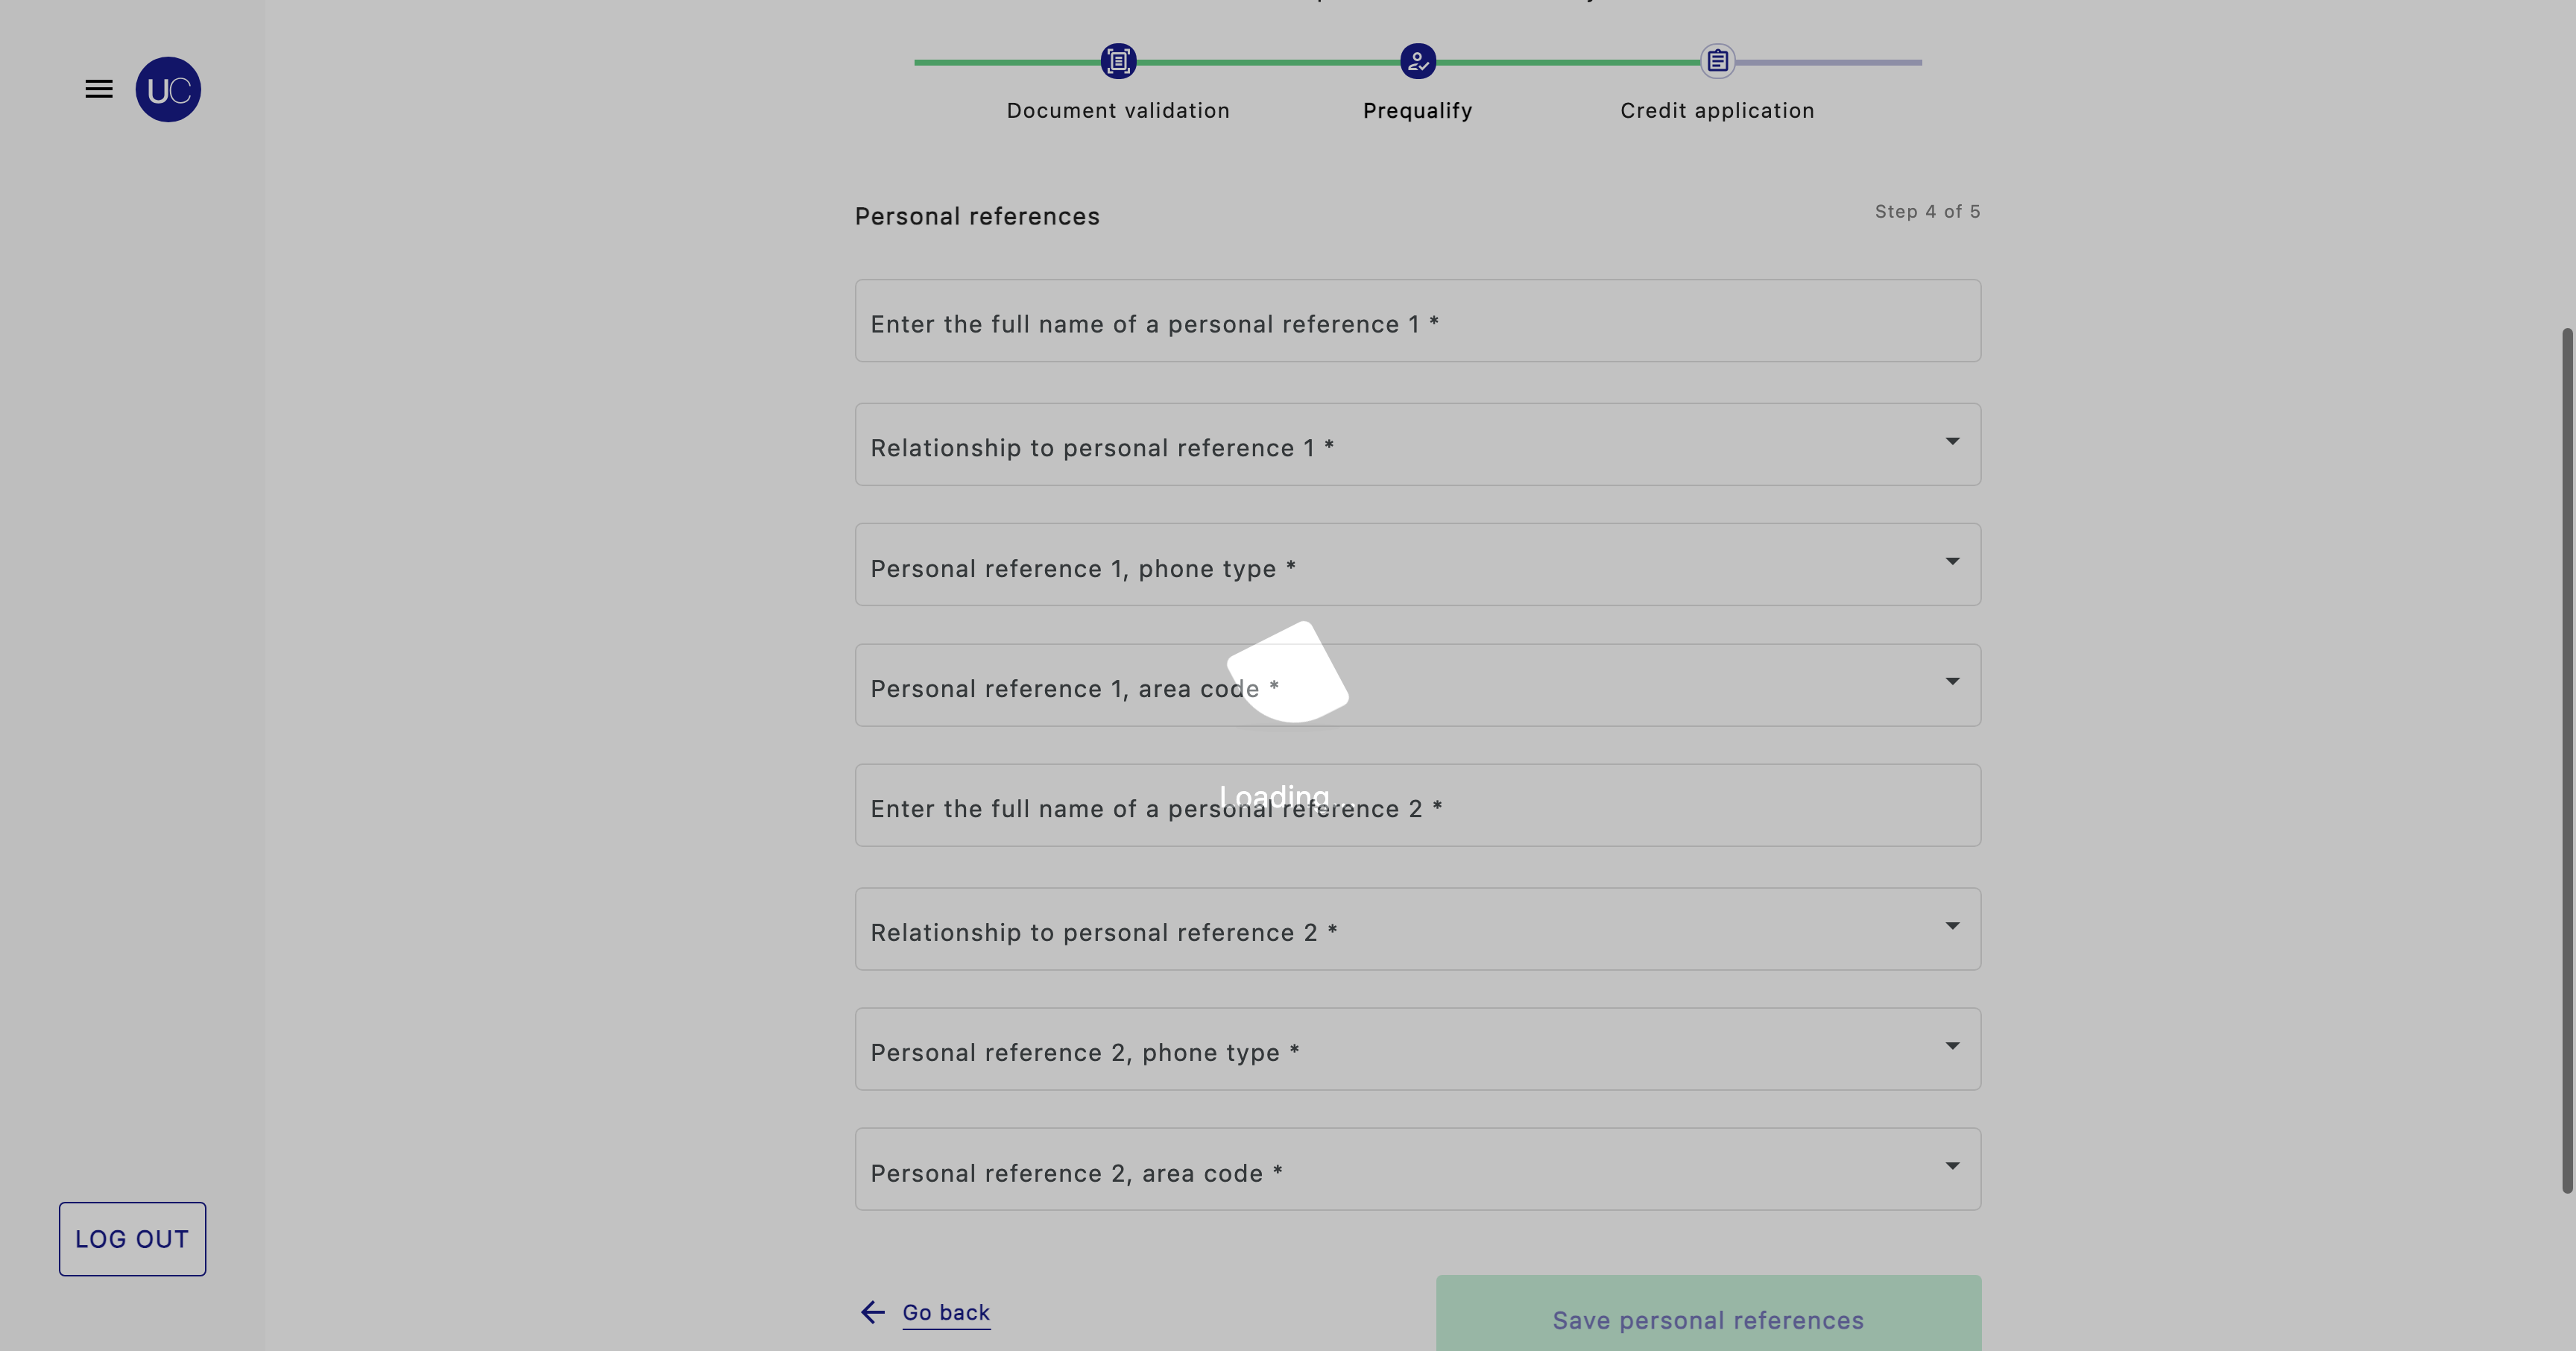 UC
Document validation
Prequalify
Credit application
Personal references
Step 4 of 5
Enter the full name of a personal reference 1 *
Relationship to personal reference 1 *
Personal reference 1, phone type *
Personal reference 1, area code *
Loading...
Enter the full name of a personal reference 2 *
Relationship to personal reference 2 *
Personal reference 2, phone type *
Personal reference 2, area code *
LOG OUT
Go back
Save personal references